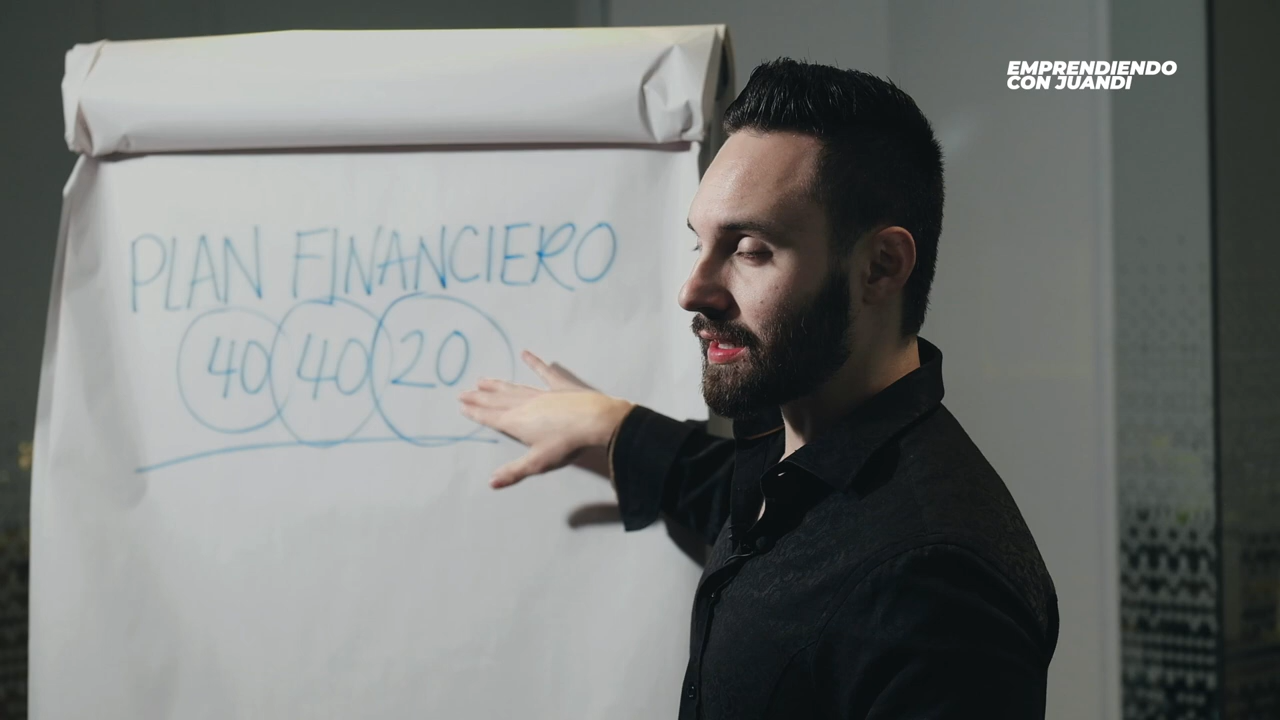 PLAN FINANCIERO
40 40 20
EMPRENDIENDO
CON JUANDI